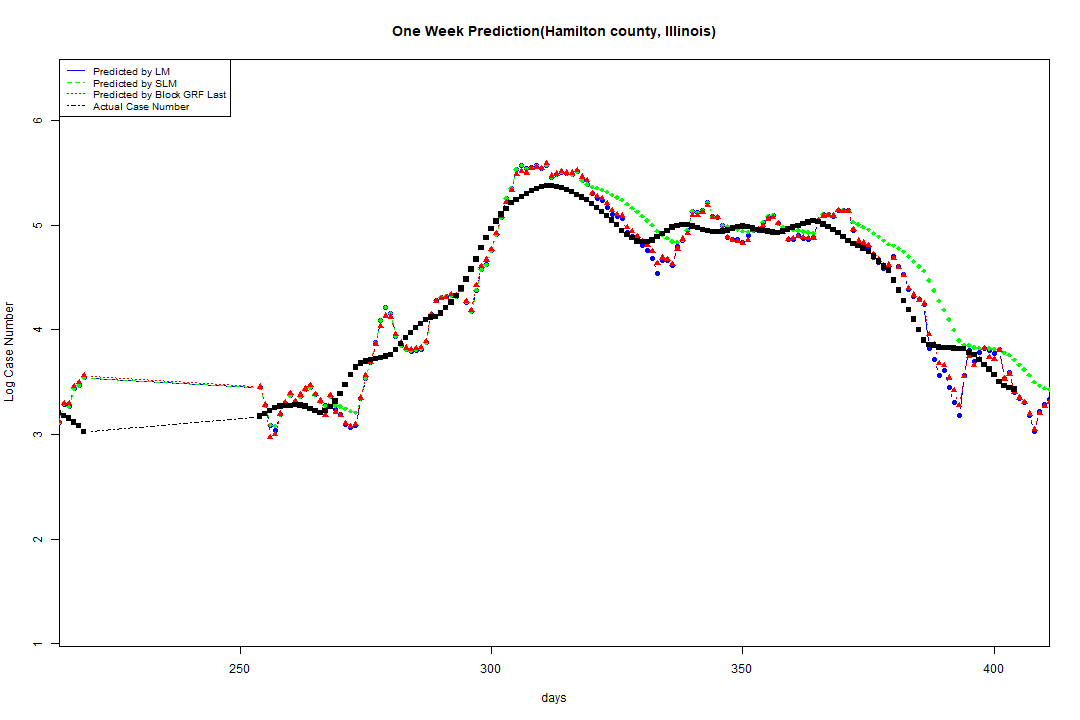 One Week Prediction(Hamilton county, Illinois)
Predicted by LM
Predicted by SLM
Predicted by Block GRF Last
Actual Case Number
Log Case Number
6
5
4
3
2
1
250
300
350
400
days